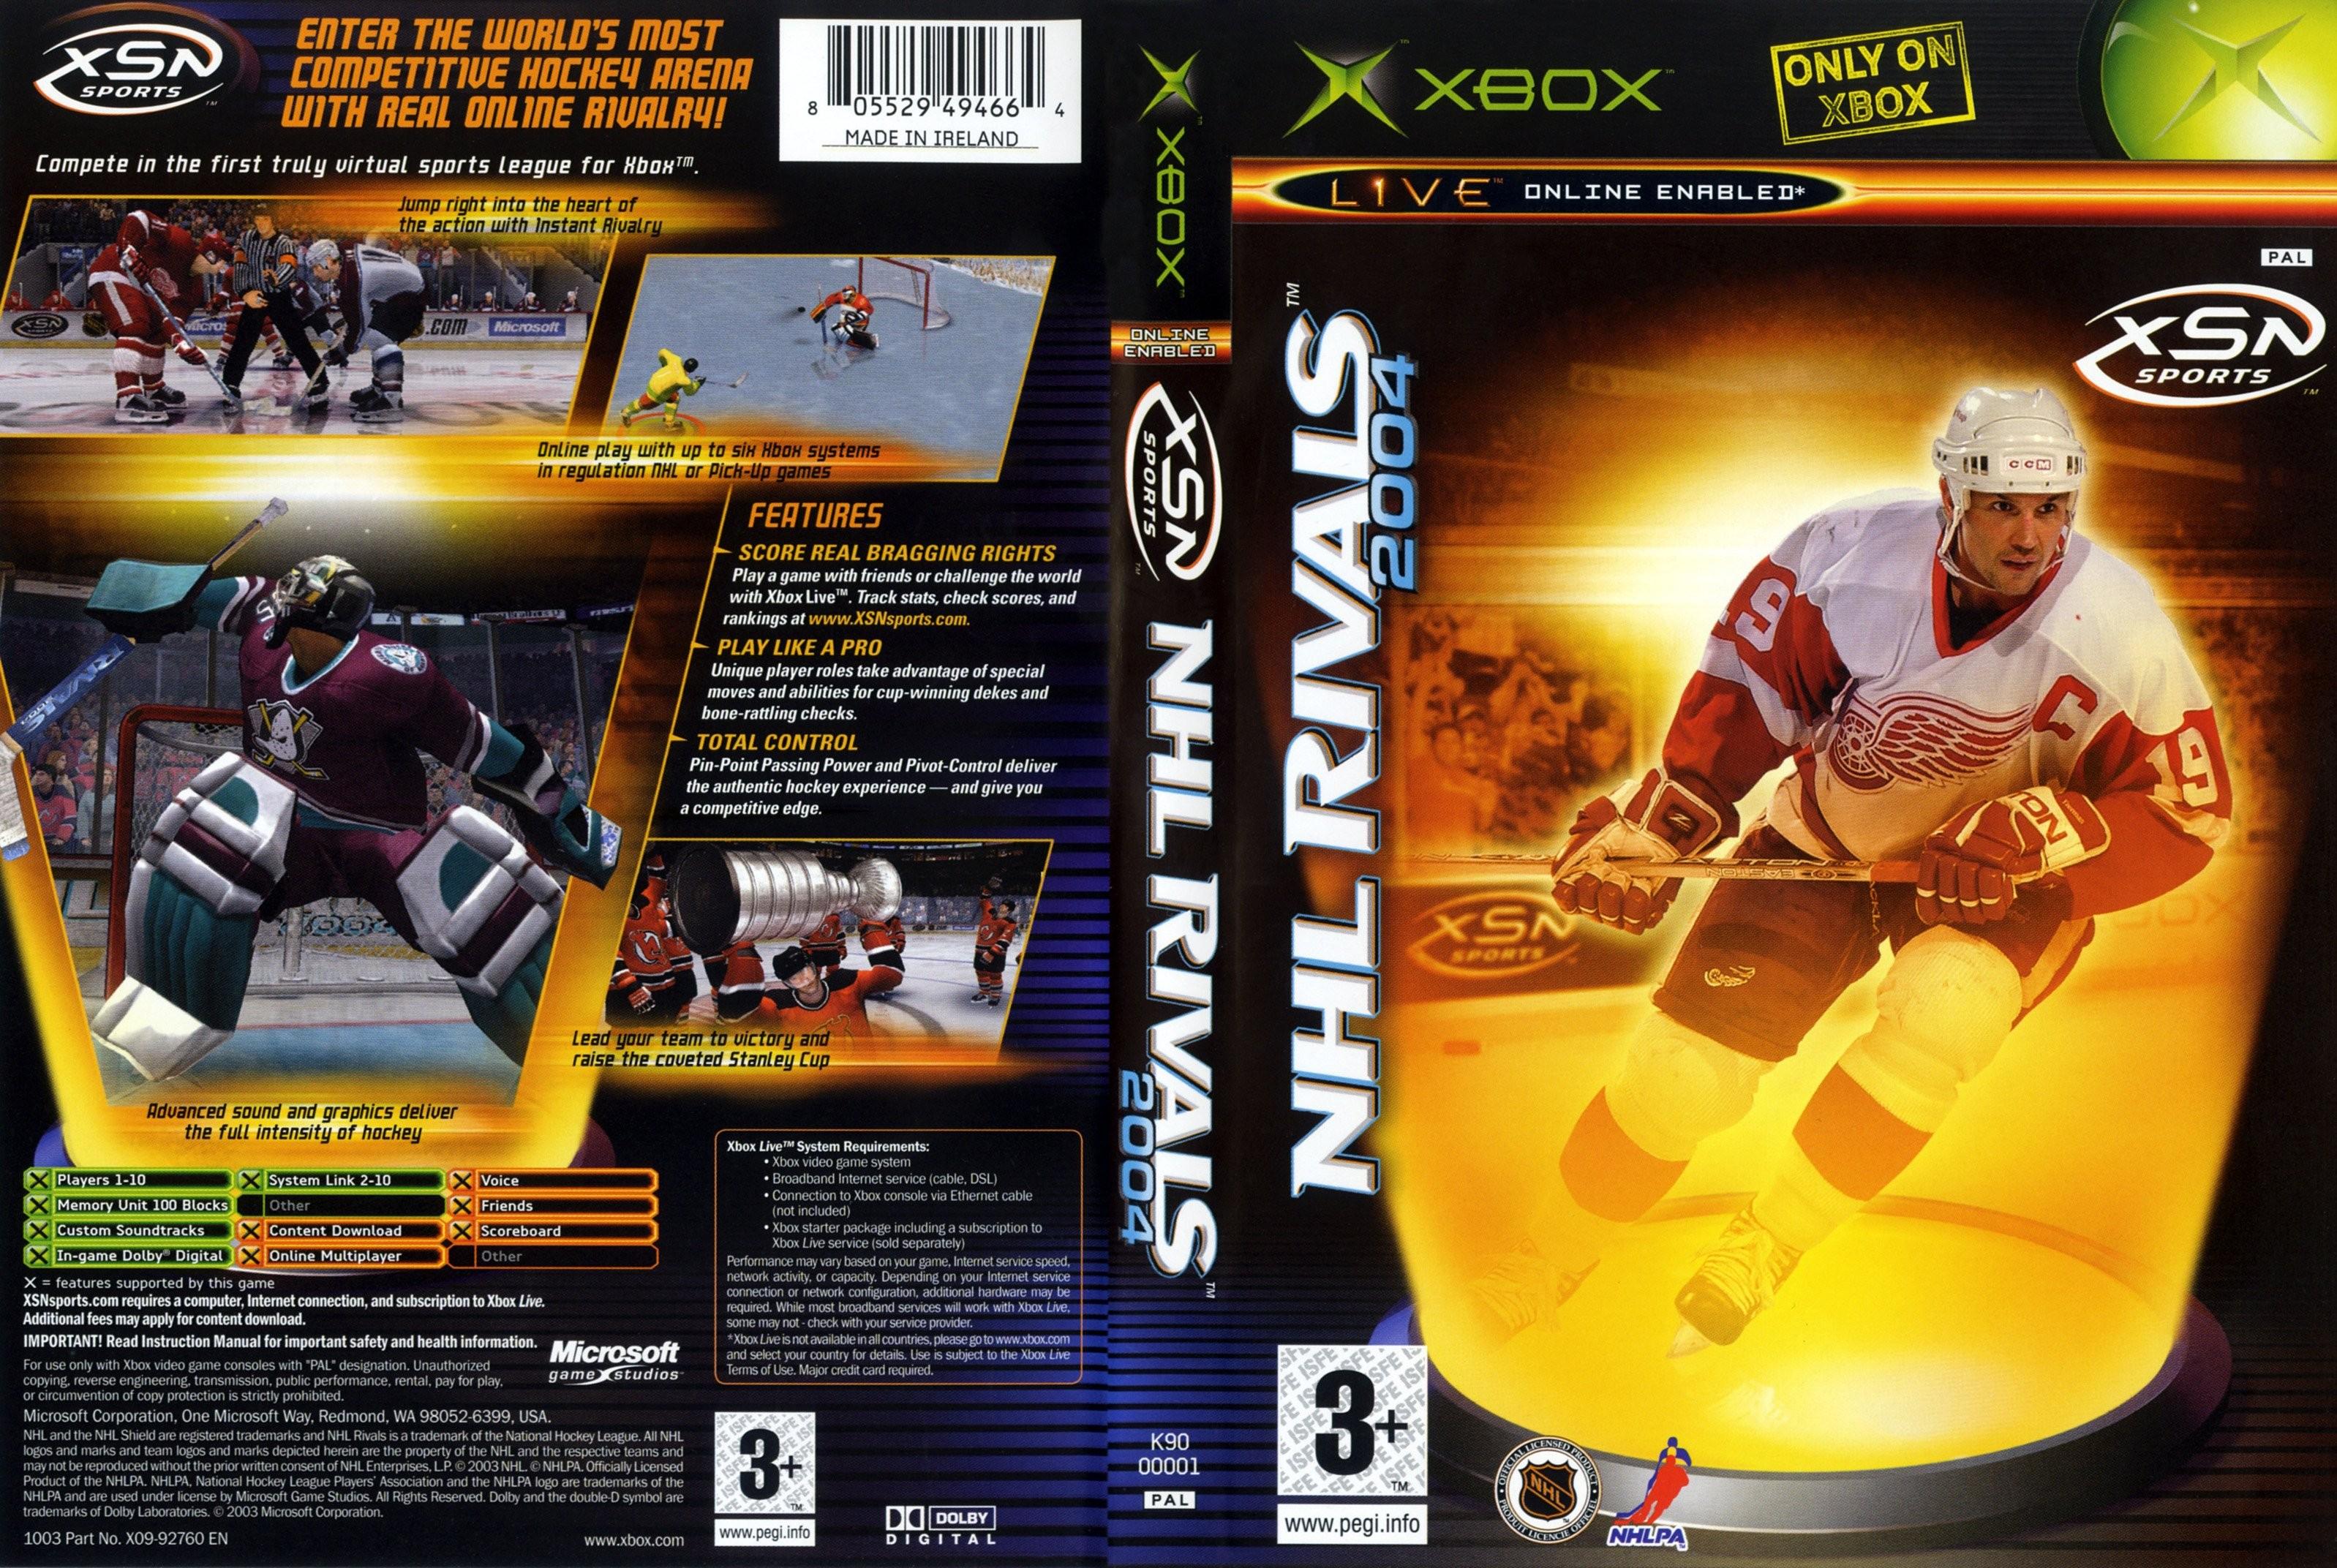 XSN
SPORTS
™
ENTER THE WORLD'S MOST
COMPETITIVE HOCKEY ARENA
WITH REAL ONLINE RIVALRY!
Compete in the first truly virtual sports league for Xbox™.
8 05529 49466 4
MADE IN IRELAND
Jump right into the heart of
the action with Instant Rivalry
XSN
.com
Microsoft
Online play with up to six Xbox systems
in regulation NHL or Pick-Up games
FEATURES
SCORE REAL BRAGGING RIGHTS
Play a game with friends or challenge the world
with Xbox Live™. Track stats, check scores, and
rankings at www.XSNsports.com.
PLAY LIKE A PRO
Unique player roles take advantage of special
moves and abilities for cup-winning dekes and
bone-rattling checks.
TOTAL CONTROL
Pin-Point Passing Power and Pivot-Control deliver
the authentic hockey experience — and give you
a competitive edge.
Lead your team to victory and
raise the coveted Stanley Cup
Advanced sound and graphics deliver
the full intensity of hockey
Players 1-10
System Link 2-10
Voice
Memory Unit 100 Blocks
Other
Friends
Custom Soundtracks
Content Download
Scoreboard
In-game Dolby® Digital
Online Multiplayer
Other
X = features supported by this game
XSNsports.com requires a computer, Internet connection, and subscription to Xbox Live.
Additional fees may apply for content download.
IMPORTANT! Read Instruction Manual for important safety and health information.
For use only with Xbox video game consoles with "PAL" designation. Unauthorized
copying, reverse engineering, transmission, public performance, rental, pay for play,
or circumvention of copy protection is strictly prohibited.
Microsoft
game studios
Microsoft Corporation, One Microsoft Way, Redmond, WA 98052-6399, USA.
NHL and the NHL Shield are registered trademarks and NHL Rivals is a trademark of the National Hockey League. All NHL
logos and marks and team logos and marks depicted herein are the property of the NHL and the respective teams and
may not be reproduced without the prior written consent of NHL Enterprises, L.P. © 2003 NHL. © NHLPA. Officially Licensed
Product of the NHLPA. NHLPA, National Hockey League Players' Association and the NHLPA logo are trademarks of the
NHLPA and are used under license by Microsoft Game Studios. All Rights Reserved. Dolby and the double-D symbol are
trademarks of Dolby Laboratories. © 2003 Microsoft Corporation.
1003 Part No. X09-92760 EN
www.xbox.com
Xbox Live™ System Requirements:
• Xbox video game system
• Broadband Internet service (cable, DSL)
• Connection to Xbox console via Ethernet cable
(not included)
• Xbox starter package including a subscription to
Xbox Live service (sold separately)
Performance may vary based on your game, Internet service speed,
network activity, or capacity. Depending on your Internet service
connection or network configuration, additional hardware may be
required. While most broadband services will work with Xbox Live,
some may not - check with your service provider.
*Xbox Live is not available in all countries, please go to www.xbox.com
and select your country for details. Use is subject to the Xbox Live
Terms of Use. Major credit card required.
3+
™
www.pegi.info
DOLBY
DIGITAL
XBOX™
ONLINE
ENABLED
XSN
SPORTS
™
NHL RIVALS™
2004
K90
00001
PAL
XBOX™
ONLY ON
XBOX
LIVE™ ONLINE ENABLED*
PAL
XSN
SPORTS
™
NHL RIVALS™
2004
CCM
19
C
19
EASTON
XSN
SPORTS
3+
™
www.pegi.info
OFFICIAL LICENSED PRODUCT
NHL
PRODUIT LICENCIE OFFICIEL
NHLPA